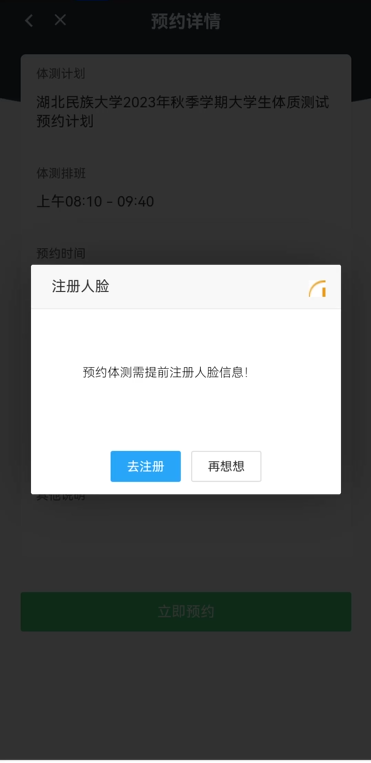 预约详情
体测计划
湖北民族大学2023年秋季学期大学生体质测试
预约计划
体测排班
上午08:10 - 09:40
预约时间
注册人脸
预约体测需提前注册人脸信息!
去注册
再想想
其他说明
立即预约